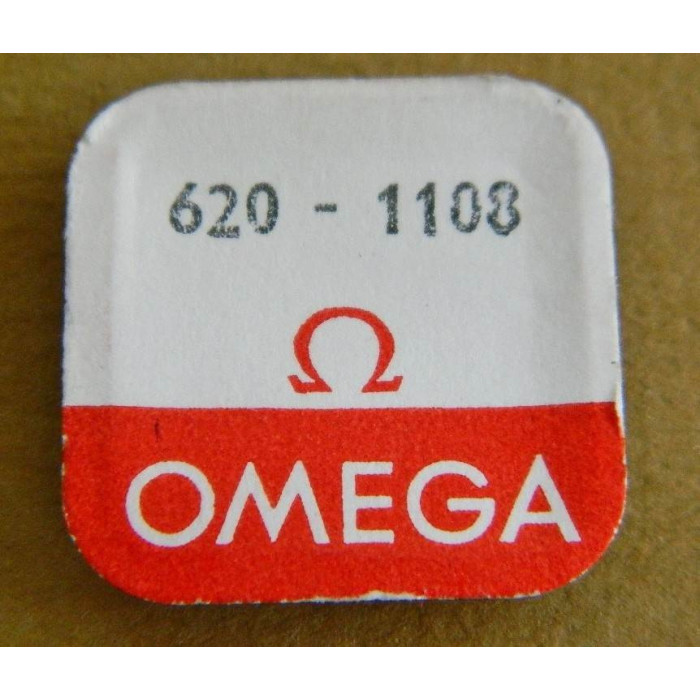 620 - 1108
Ω
OMEGA